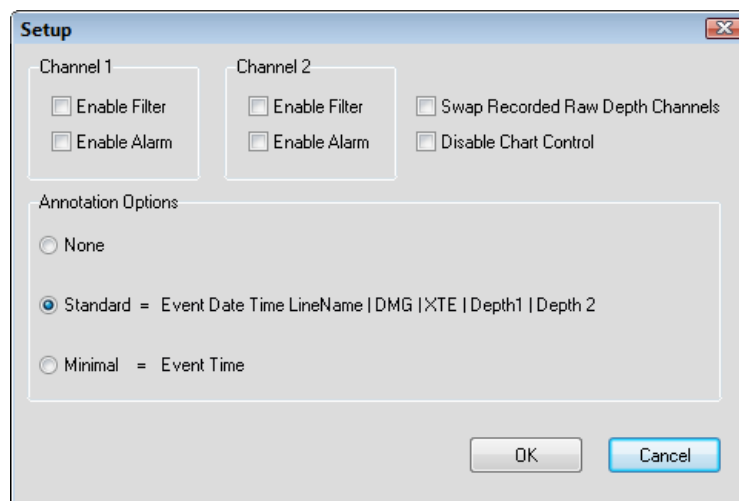 Setup
Channel 1
Enable Filter
Enable Alarm
Channel 2
Enable Filter
Enable Alarm
Swap Recorded Raw Depth Channels
Disable Chart Control
Annotation Options
None
Standard = Event Date Time LineName | DMG | XTE | Depth1 | Depth 2
Minimal = Event Time
OK
Cancel